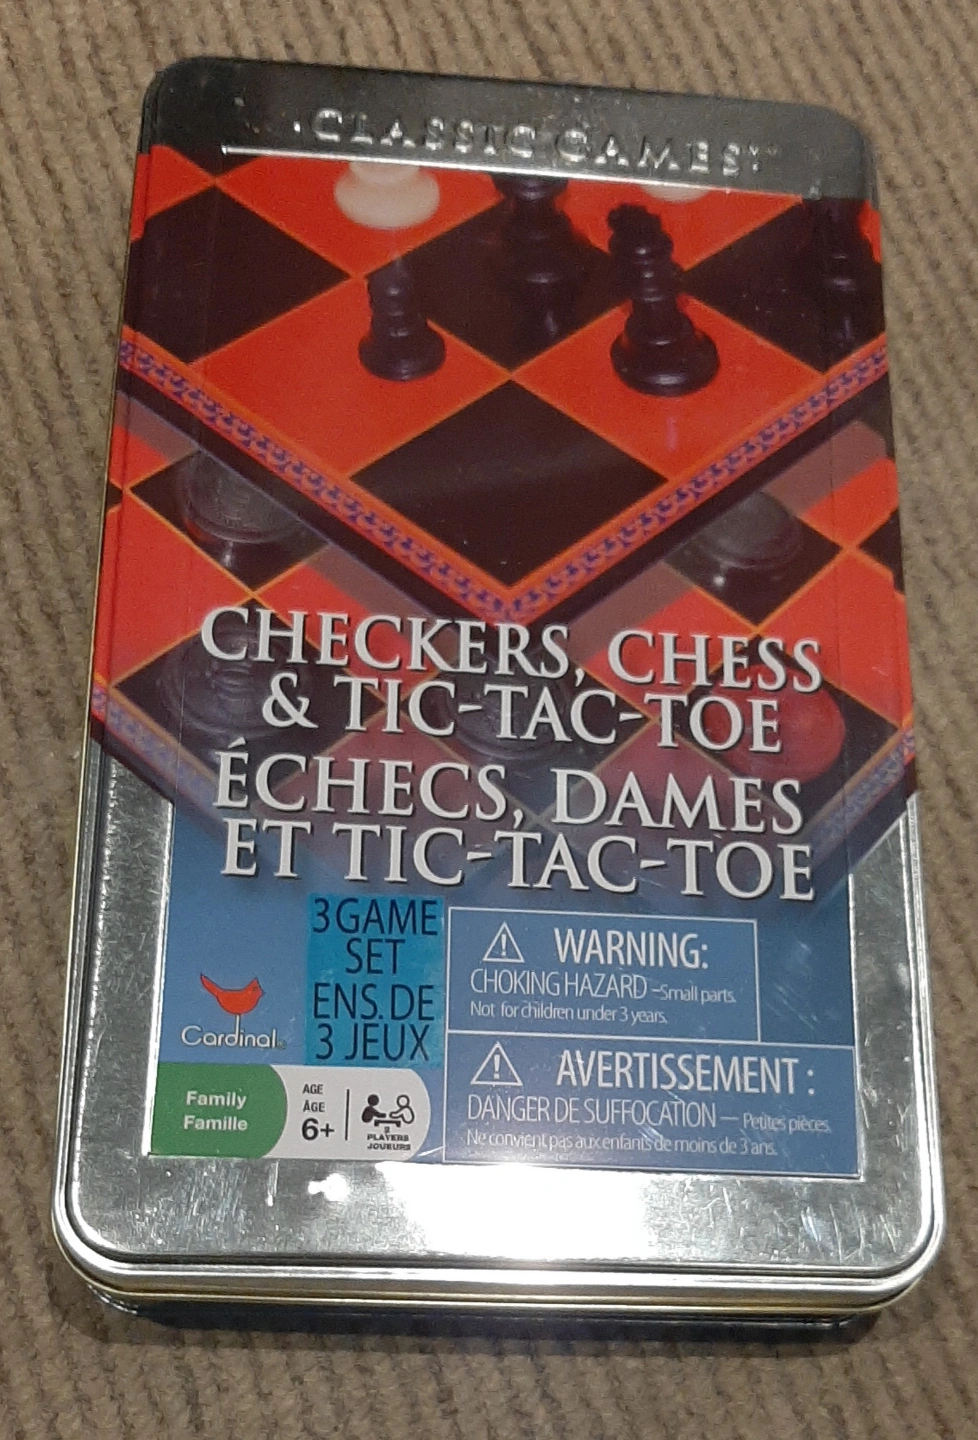 CLASSIC GAMES
CHECKERS, CHESS
& TIC-TAC-TOE
ÉCHECS, DAMES
ET TIC-TAC-TOE
3 GAME
SET
ENS. DE
3 JEUX
Cardinal
Family
Famille
AGE
ÂGE
6+
2
PLAYERS
JOUEURS
WARNING:
CHOKING HAZARD –Small parts.
Not for children under 3 years.
AVERTISSEMENT :
DANGER DE SUFFOCATION — Petites pièces.
Ne convient pas aux enfants de moins de 3 ans.